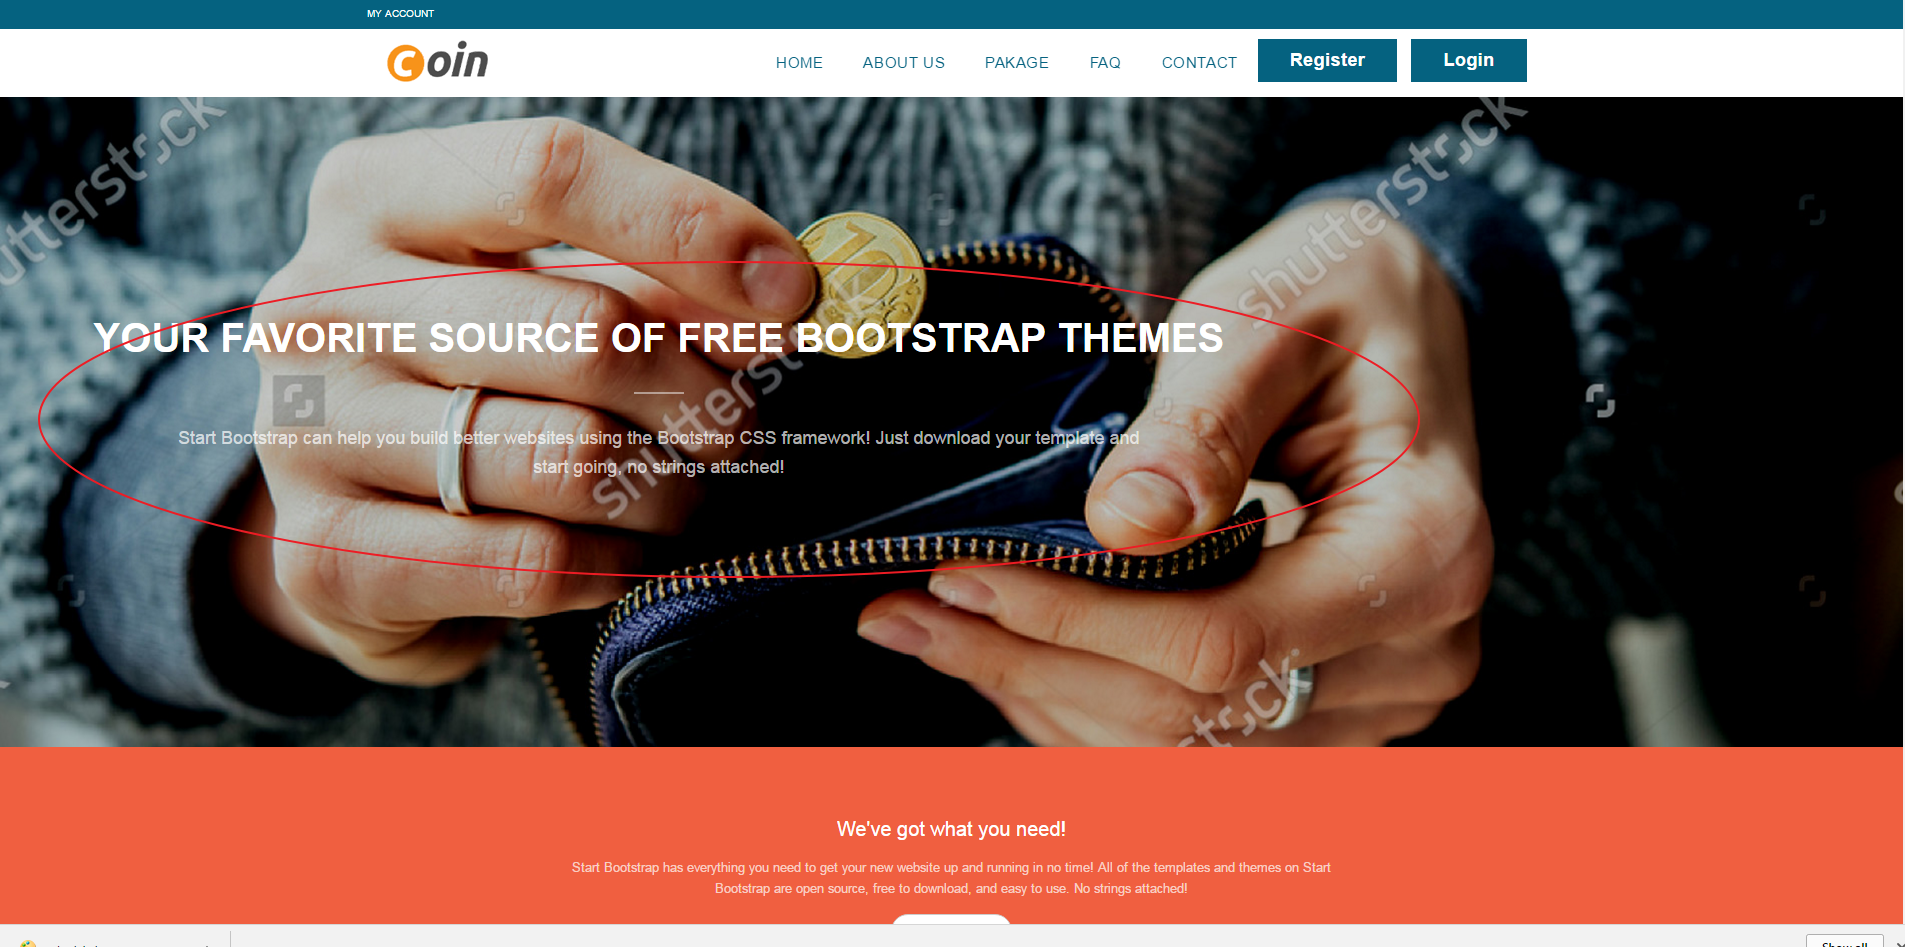 MY ACCOUNT
coin
HOME ABOUT US PAKAGE FAQ CONTACT Register Login
shutterstock
shutterstock
YOUR FAVORITE SOURCE OF FREE BOOTSTRAP THEMES
shutterstock
Start Bootstrap can help you build better websites using the Bootstrap CSS framework! Just download your template and
start going, no strings attached!
shutterstock
We've got what you need!
Start Bootstrap has everything you need to get your new website up and running in no time! All of the templates and themes on Start
Bootstrap are open source, free to download, and easy to use. No strings attached!
Show all